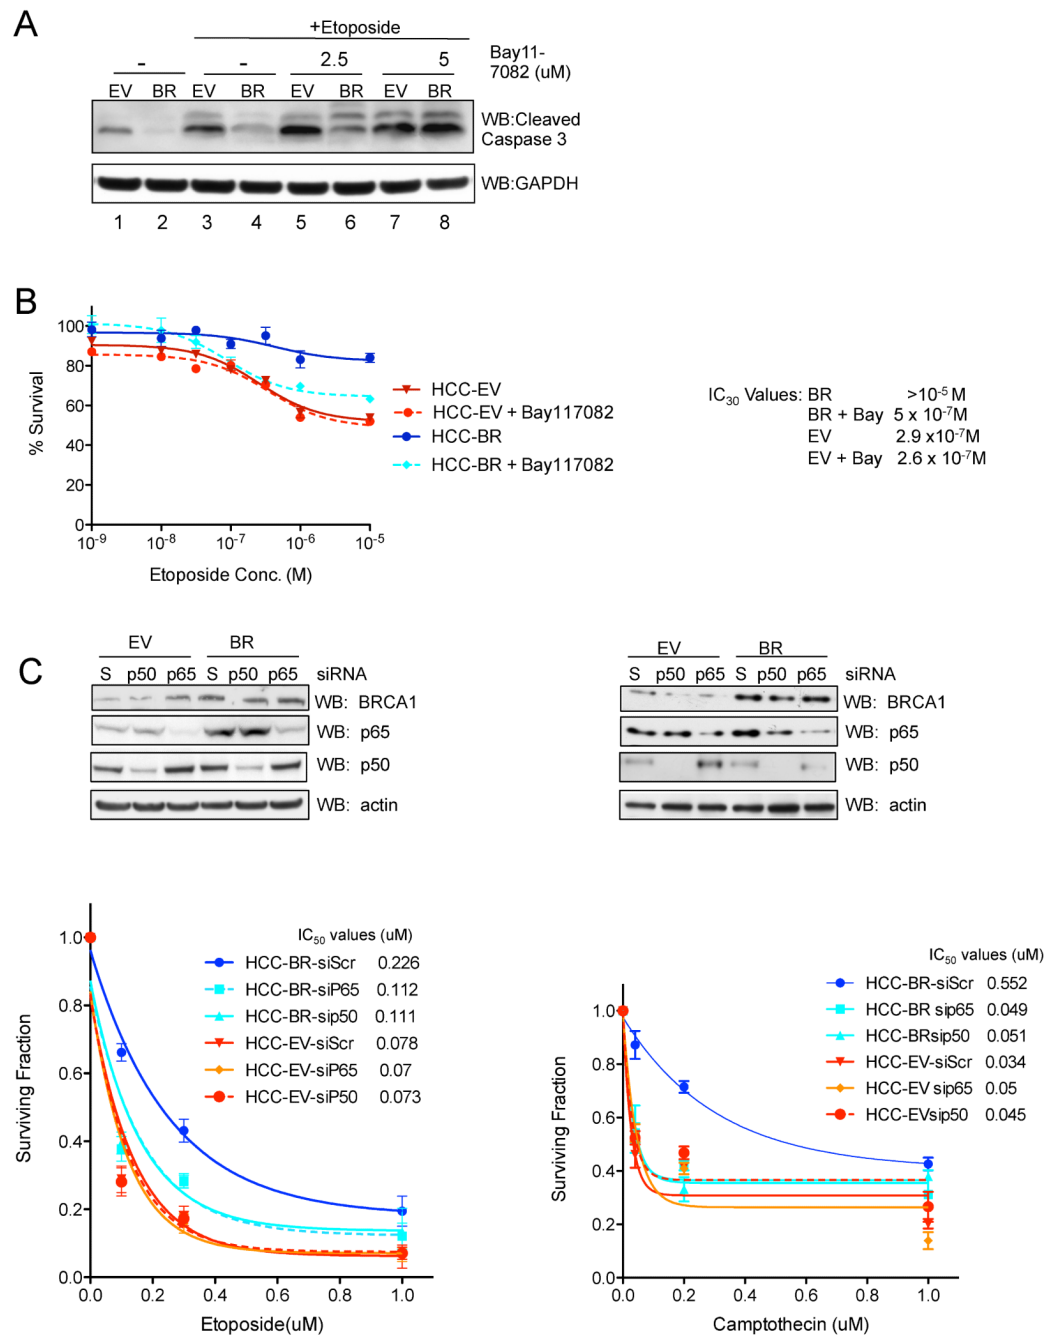 A
+Etoposide
- - 2.5 5 Bay11-
7082 (uM)
EV BR EV BR EV BR EV BR
WB:Cleaved
Caspase 3
WB:GAPDH
1 2 3 4 5 6 7 8
B
% Survival
100
80
60
40
20
0
10-9 10-8 10-7 10-6 10-5
Etoposide Conc. (M)
HCC-EV
HCC-EV + Bay117082
HCC-BR
HCC-BR + Bay117082
IC30 Values: BR >10-5 M
BR + Bay 5 x 10-7M
EV 2.9 x10-7M
EV + Bay 2.6 x 10-7M
C
EV BR
S p50 p65 S p50 p65 siRNA
WB: BRCA1
WB: p65
WB: p50
WB: actin
EV BR
S p50 p65 S p50 p65 siRNA
WB: BRCA1
WB: p65
WB: p50
WB: actin
Surviving Fraction
1.0
0.8
0.6
0.4
0.2
0.0
0.0 0.2 0.4 0.6 0.8 1.0
Etoposide(uM)
IC50 values (uM)
HCC-BR-siScr 0.226
HCC-BR-siP65 0.112
HCC-BR-sip50 0.111
HCC-EV-siScr 0.078
HCC-EV-siP65 0.07
HCC-EV-siP50 0.073
Surviving Fraction
1.0
0.8
0.6
0.4
0.2
0.0
0.0 0.2 0.4 0.6 0.8 1.0
Camptothecin (uM)
IC50 values (uM)
HCC-BR-siScr 0.552
HCC-BR sip65 0.049
HCC-BRsip50 0.051
HCC-EV-siScr 0.034
HCC-EV sip65 0.05
HCC-EVsip50 0.045